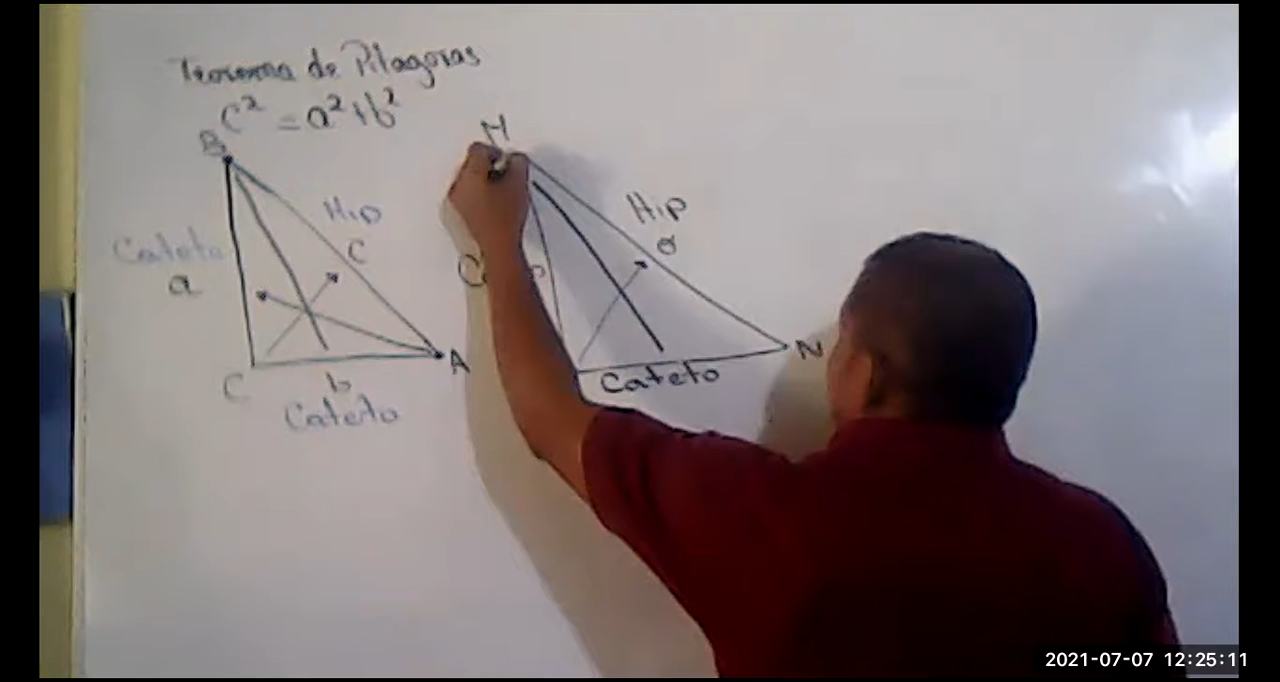 Teorema de Pitagoras
c² = a² + b²
B
Hip
C
Cateto
a
C
b
A
Cateto
M
Hip
o
N
Cateto
2021-07-07 12:25:11